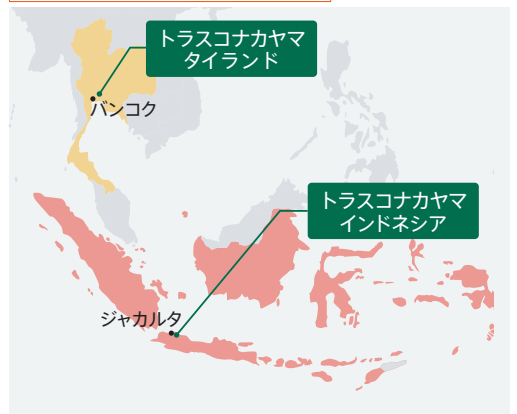 トラスコナカヤマ
タイランド
バンコク
トラスコナカヤマ
インドネシア
ジャカルタ